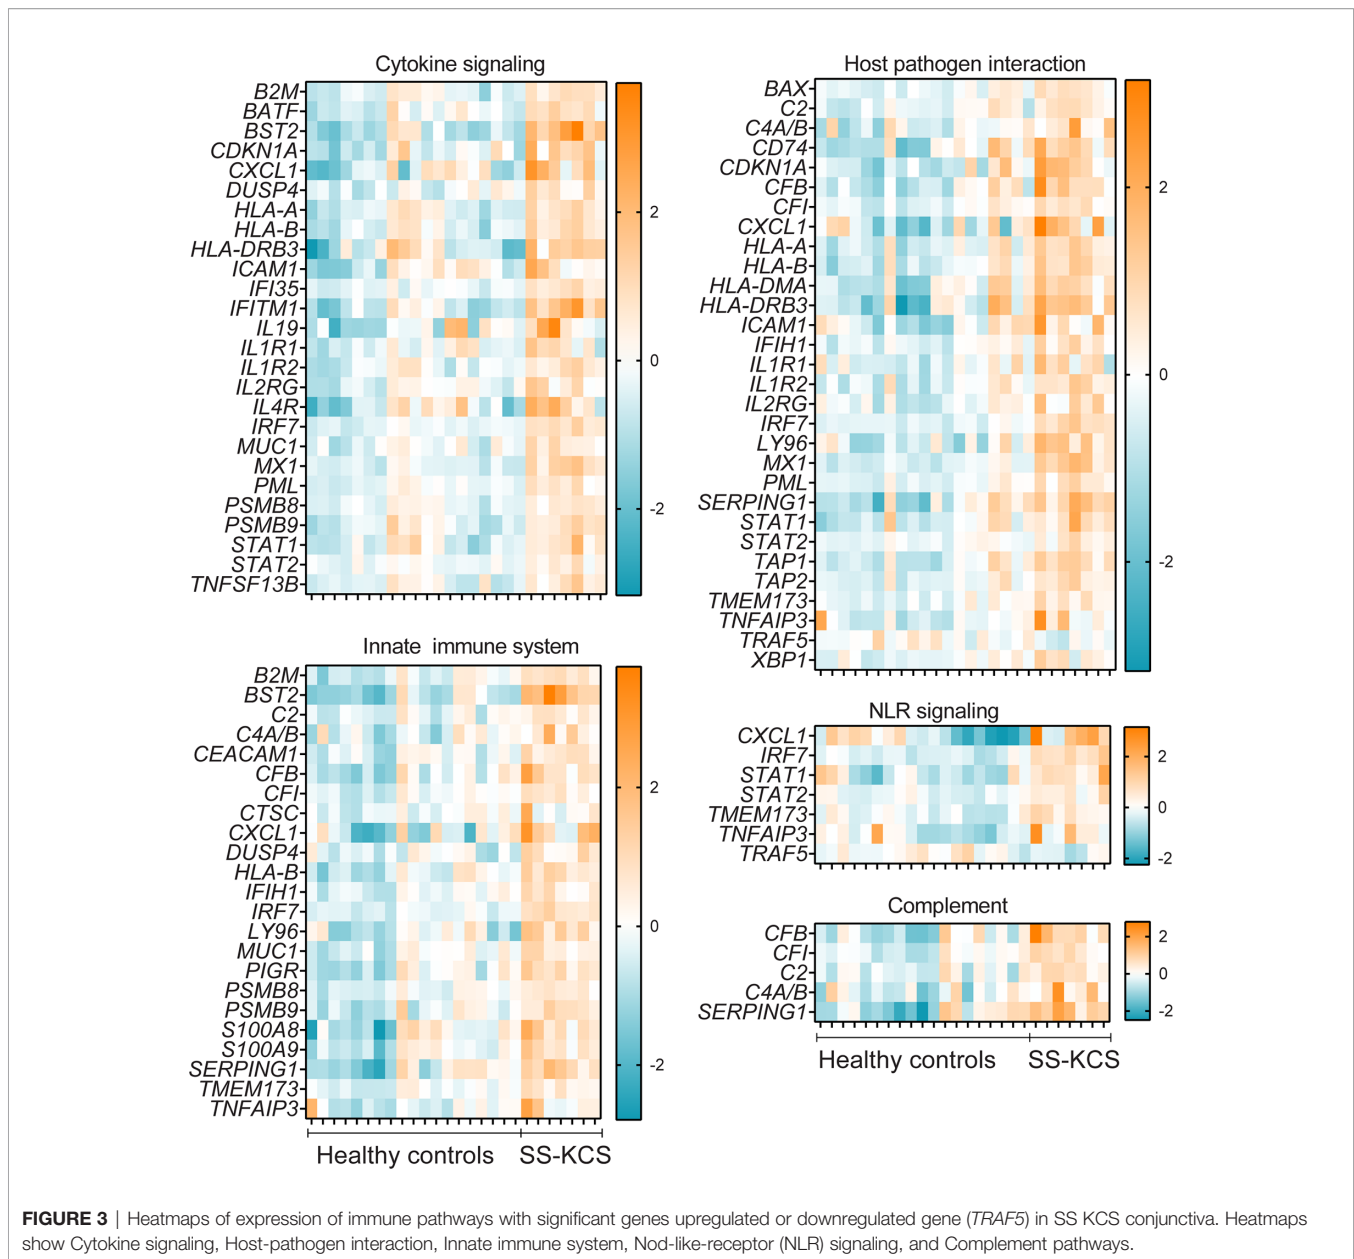 Cytokine signaling
B2M
BATF
BST2
CDKN1A
CXCL1
DUSP4
HLA-A
HLA-B
HLA-DRB3
ICAM1
IFI35
IFITM1
IL19
IL1R1
IL1R2
IL2RG
IL4R
IRF7
MUC1
MX1
PML
PSMB8
PSMB9
STAT1
STAT2
TNFSF13B
2
0
-2
Innate immune system
B2M
BST2
C2
C4A/B
CEACAM1
CFB
CFI
CTSC
CXCL1
DUSP4
HLA-B
IFIH1
IRF7
LY96
MUC1
PIGR
PSMB8
PSMB9
S100A8
S100A9
SERPING1
TMEM173
TNFAIP3
2
0
-2
Healthy controls SS-KCS
Host pathogen interaction
BAX
C2
C4A/B
CD74
CDKN1A
CFB
CFI
CXCL1
HLA-A
HLA-B
HLA-DMA
HLA-DRB3
ICAM1
IFIH1
IL1R1
IL1R2
IL2RG
IRF7
LY96
MX1
PML
SERPING1
STAT1
STAT2
TAP1
TAP2
TMEM173
TNFAIP3
TRAF5
XBP1
2
0
-2
NLR signaling
CXCL1
IRF7
STAT1
STAT2
TMEM173
TNFAIP3
TRAF5
2
0
-2
Complement
CFB
CFI
C2
C4A/B
SERPING1
2
0
-2
Healthy controls SS-KCS
FIGURE 3 | Heatmaps of expression of immune pathways with significant genes upregulated or downregulated gene (TRAF5) in SS KCS conjunctiva. Heatmaps
show Cytokine signaling, Host-pathogen interaction, Innate immune system, Nod-like-receptor (NLR) signaling, and Complement pathways.